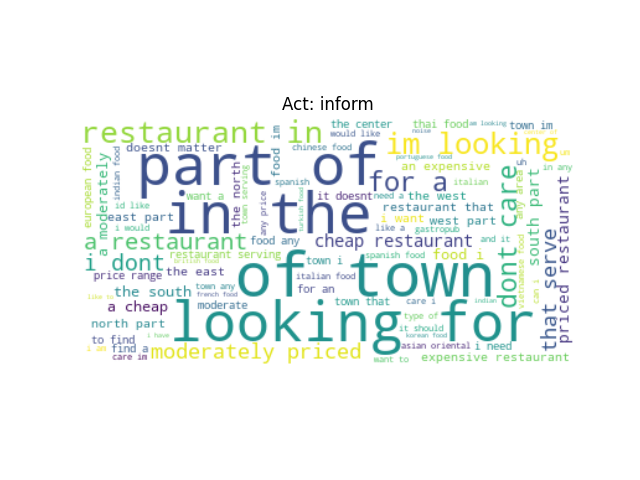 Act: inform
restaurant in
the center
thai food
am looking
town im
would like
noise
im looking
doesnt matter
food im
chinese food
part of
portuguese food
in any
european food
a moderately
indian food
the north
town serving
spanish
an expensive
uh
for a
italian
it doesnt
need a
the west
any area
south part
want a
id like
any price
turkish food
restaurant that
east part
in the
i want
west part
dont care
i would
like a
gastropub
a restaurant
food any
cheap restaurant
and it
that serve
priced restaurant
vietnamese food
i dont
restaurant serving
town i
spanish food
food i
british food
price range
the east
of town
italian food
can i
the south
town any
for an
like to
french food
a cheap
moderate
town that
care i
indian
looking for
north part
type of
it should
i have
korean food
to find
i am
find a
care im
moderately priced
asian oriental
i need
want to
expensive restaurant